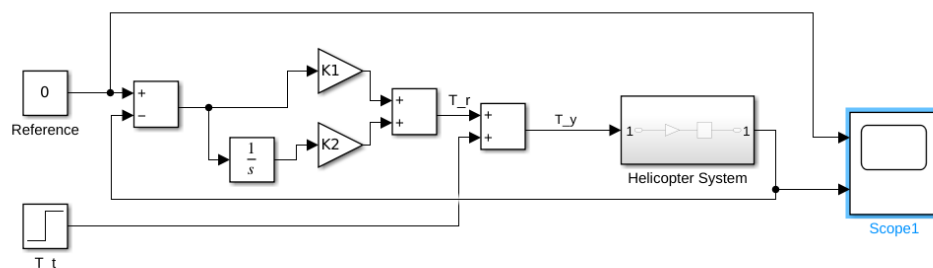 0
Reference
+
−
K1
1
s
K2
+
+
T_r
+
+
T_y
1
1
Helicopter System
Scope1
T_t